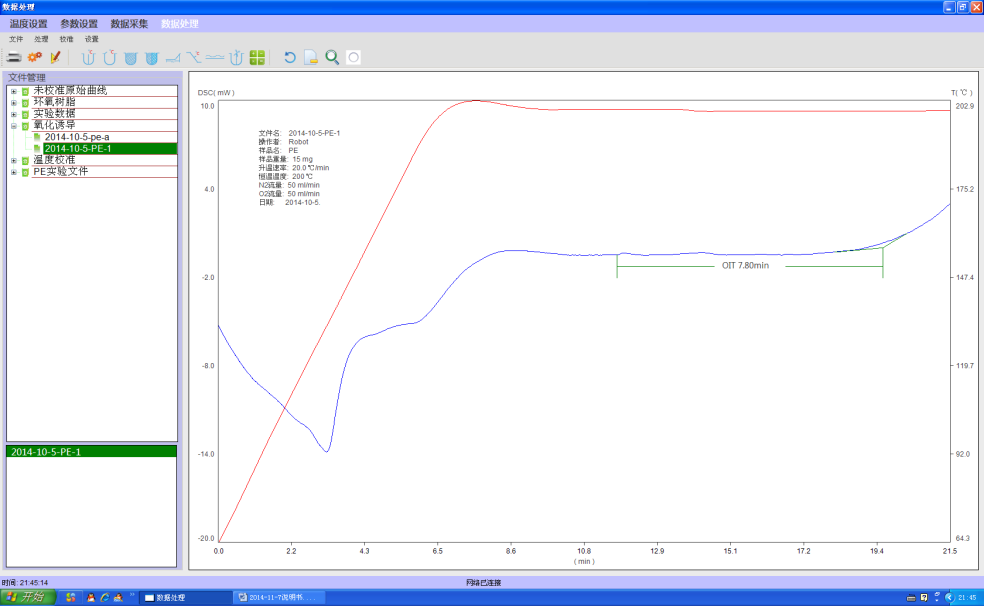 数据处理
温度设置 参数设置 数据采集 数据处理
文件 处理 校准 设置
文件管理
未校准原始曲线
环氧树脂
实验数据
氧化诱导
2014-10-5-pe-a
2014-10-5-PE-1
温度校准
PE实验文件
2014-10-5-PE-1
DSC( mW )
T( ℃ )
10.0
4.0
-2.0
-8.0
-14.0
-20.0
202.9
175.2
147.4
119.7
92.0
64.3
文件名: 2014-10-5-PE-1
操作者: Robot
样品名: PE
样品重量: 15 mg
升温速率: 20.0 ℃/min
恒温温度: 200 ℃
N2流量: 50 ml/min
O2流量: 50 ml/min
日期: 2014-10-5.
OIT 7.80min
0.0 2.2 4.3 6.5 8.6 10.8 12.9 15.1 17.2 19.4 21.5
( min )
时间: 21:45:14
网络已连接
开始
数据处理
2014-11-7说明书....
21:45